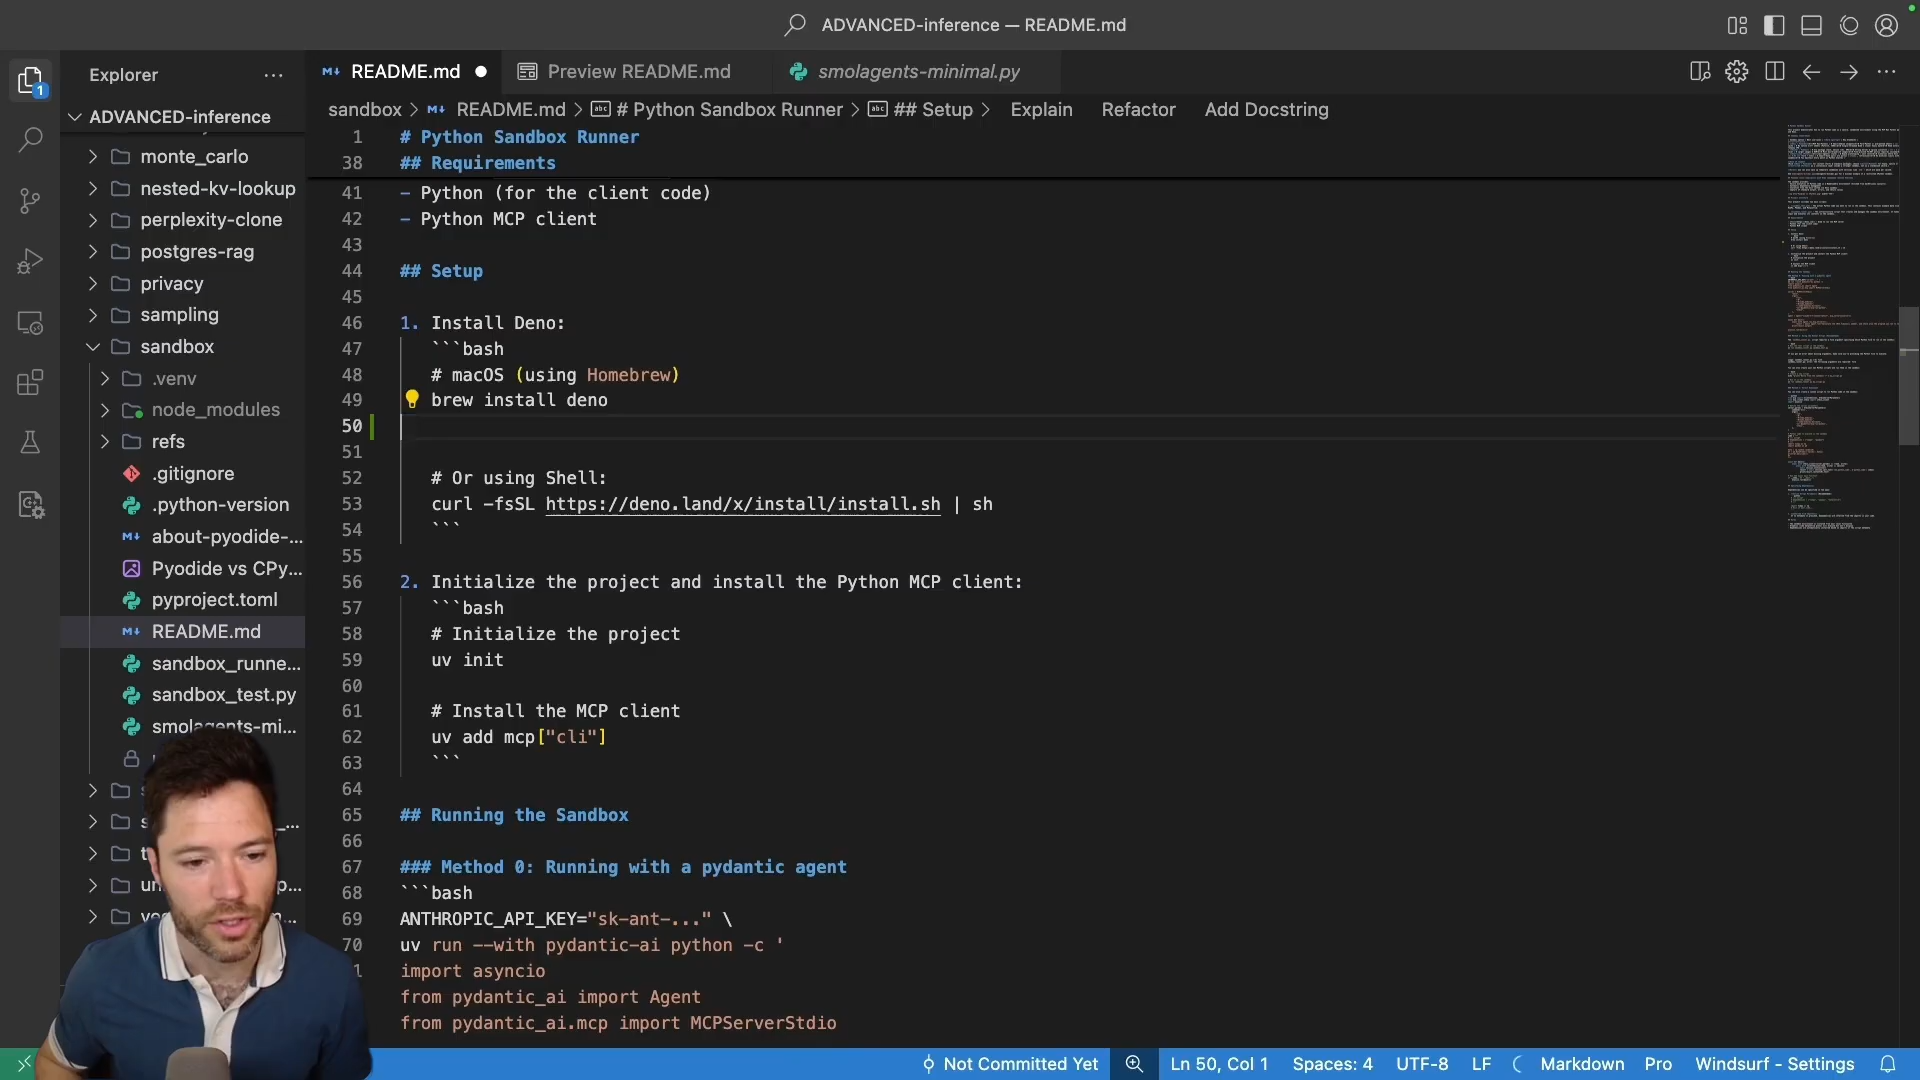 ADVANCED-inference — README.md
Explorer
README.md
Preview README.md
smolagents-minimal.py
1
ADVANCED-inference
sandbox > README.md > # Python Sandbox Runner > ## Setup > Explain Refactor Add Docstring
monte_carlo
nested-kv-lookup
perplexity-clone
postgres-rag
privacy
sampling
sandbox
.venv
node_modules
refs
.gitignore
.python-version
about-pyodide-...
Pyodide vs CPy...
pyproject.toml
README.md
sandbox_runne...
sandbox_test.py
smolagents-mi...
1 # Python Sandbox Runner
38 ## Requirements
41 - Python (for the client code)
42 - Python MCP client
43
44 ## Setup
45
46 1. Install Deno:
47 ```bash
48 # macOS (using Homebrew)
49 brew install deno
50
51
52 # Or using Shell:
53 curl -fsSL https://deno.land/x/install/install.sh | sh
54 ```
55
56 2. Initialize the project and install the Python MCP client:
57 ```bash
58 # Initialize the project
59 uv init
60
61 # Install the MCP client
62 uv add mcp["cli"]
63 ```
64
65 ## Running the Sandbox
66
67 ### Method 0: Running with a pydantic agent
68 ```bash
69 ANTHROPIC_API_KEY="sk-ant-..." \
70 uv run --with pydantic-ai python -c '
import asyncio
from pydantic_ai import Agent
from pydantic_ai.mcp import MCPServerStdio
Not Committed Yet
Ln 50, Col 1
Spaces: 4
UTF-8
LF
Markdown
Pro
Windsurf - Settings